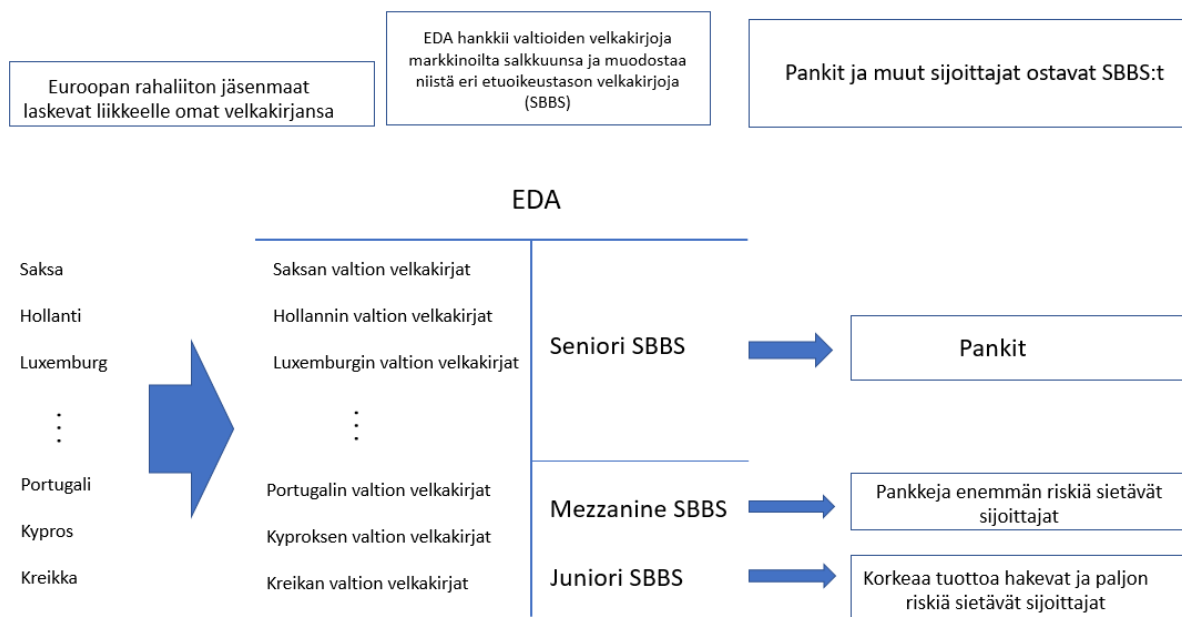 Euroopan rahaliiton jäsenmaat
laskevat liikkeelle omat velkakirjansa
EDA hankkii valtioiden velkakirjoja
markkinoilta salkkuunsa ja muodostaa
niistä eri etuoikeustason velkakirjoja
(SBBS)
Pankit ja muut sijoittajat ostavat SBBS:t
EDA
Saksa
Hollanti
Luxemburg
Portugali
Kypros
Kreikka
Saksan valtion velkakirjat
Hollannin valtion velkakirjat
Luxemburgin valtion velkakirjat
Portugalin valtion velkakirjat
Kyproksen valtion velkakirjat
Kreikan valtion velkakirjat
Seniori SBBS
Mezzanine SBBS
Juniori SBBS
Pankit
Pankkeja enemmän riskiä sietävät
sijoittajat
Korkeaa tuottoa hakevat ja paljon
riskiä sietävät sijoittajat